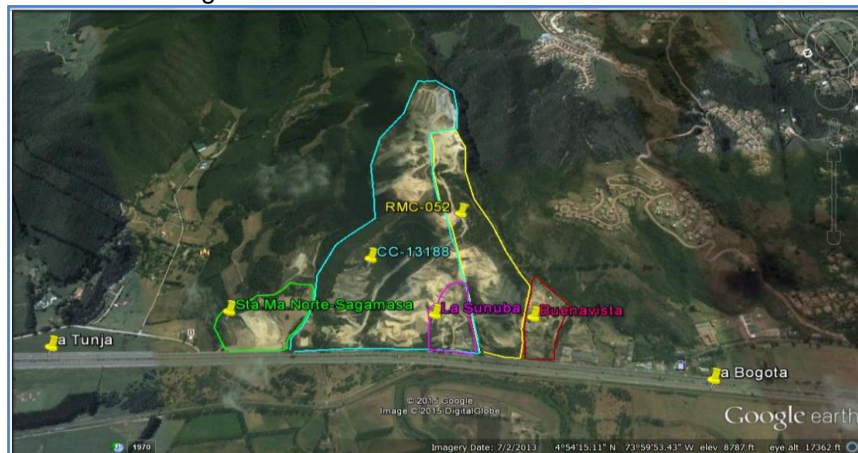 RMC-052
CC-13188
Sta.Ma.Norte-Sagamasa
La Sunuba
Buenavista
a Tunja
a Bogota
© 2015 Google
Image © 2015 DigitalGlobe
Google earth
1970
Imagery Date: 7/2/2013 4°54'15.11" N 73°59'53.43" W elev 8787 ft eye alt 17362 ft